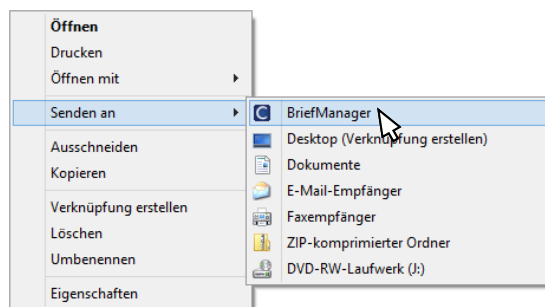 Öffnen
Drucken
Öffnen mit
Senden an
Ausschneiden
Kopieren
Verknüpfung erstellen
Löschen
Umbenennen
Eigenschaften
BriefManager
Desktop (Verknüpfung erstellen)
Dokumente
E-Mail-Empfänger
Faxempfänger
ZIP-komprimierter Ordner
DVD-RW-Laufwerk (J:)